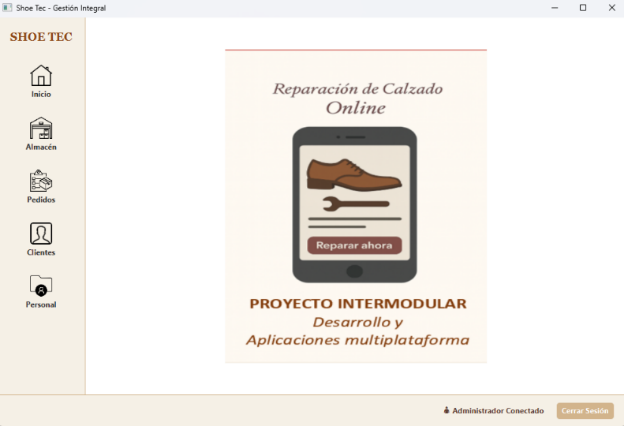 Shoe Tec - Gestión Integral
SHOE TEC
Inicio
Almacén
Pedidos
Clientes
Personal
Reparación de Calzado
Online
Reparar ahora
PROYECTO INTERMODULAR
Desarrollo y
Aplicaciones multiplataforma
Administrador Conectado
Cerrar Sesión